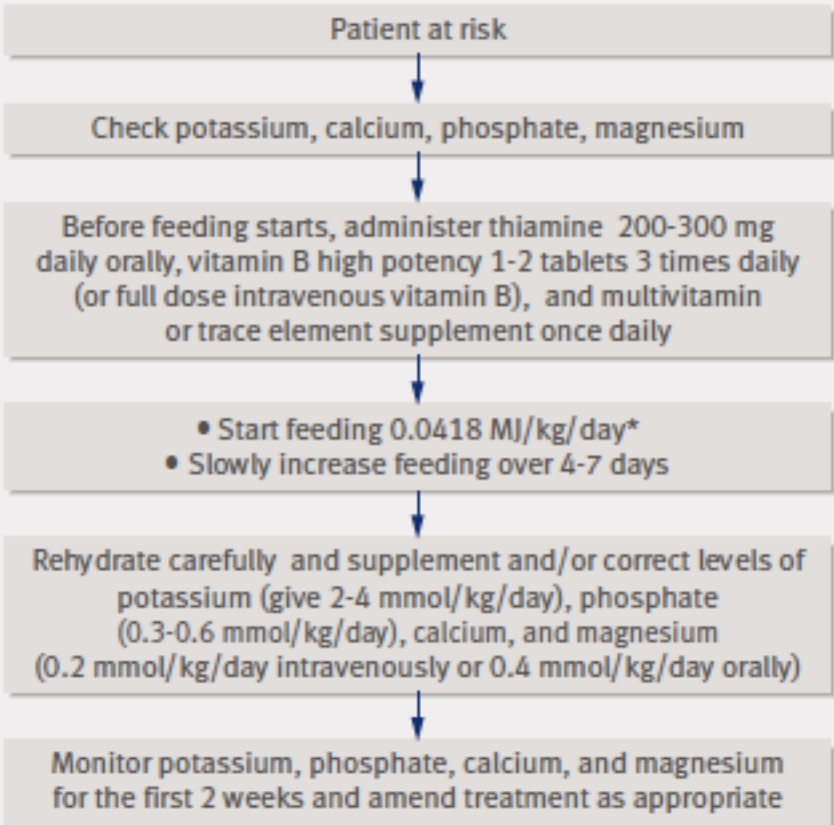 Patient at risk
Check potassium, calcium, phosphate, magnesium
Before feeding starts, administer thiamine 200-300 mg
daily orally, vitamin B high potency 1-2 tablets 3 times daily
(or full dose intravenous vitamin B), and multivitamin
or trace element supplement once daily
• Start feeding 0.0418 MJ/kg/day*
• Slowly increase feeding over 4-7 days
Rehydrate carefully and supplement and/or correct levels of
potassium (give 2-4 mmol/kg/day), phosphate
(0.3-0.6 mmol/kg/day), calcium, and magnesium
(0.2 mmol/kg/day intravenously or 0.4 mmol/kg/day orally)
Monitor potassium, phosphate, calcium, and magnesium
for the first 2 weeks and amend treatment as appropriate